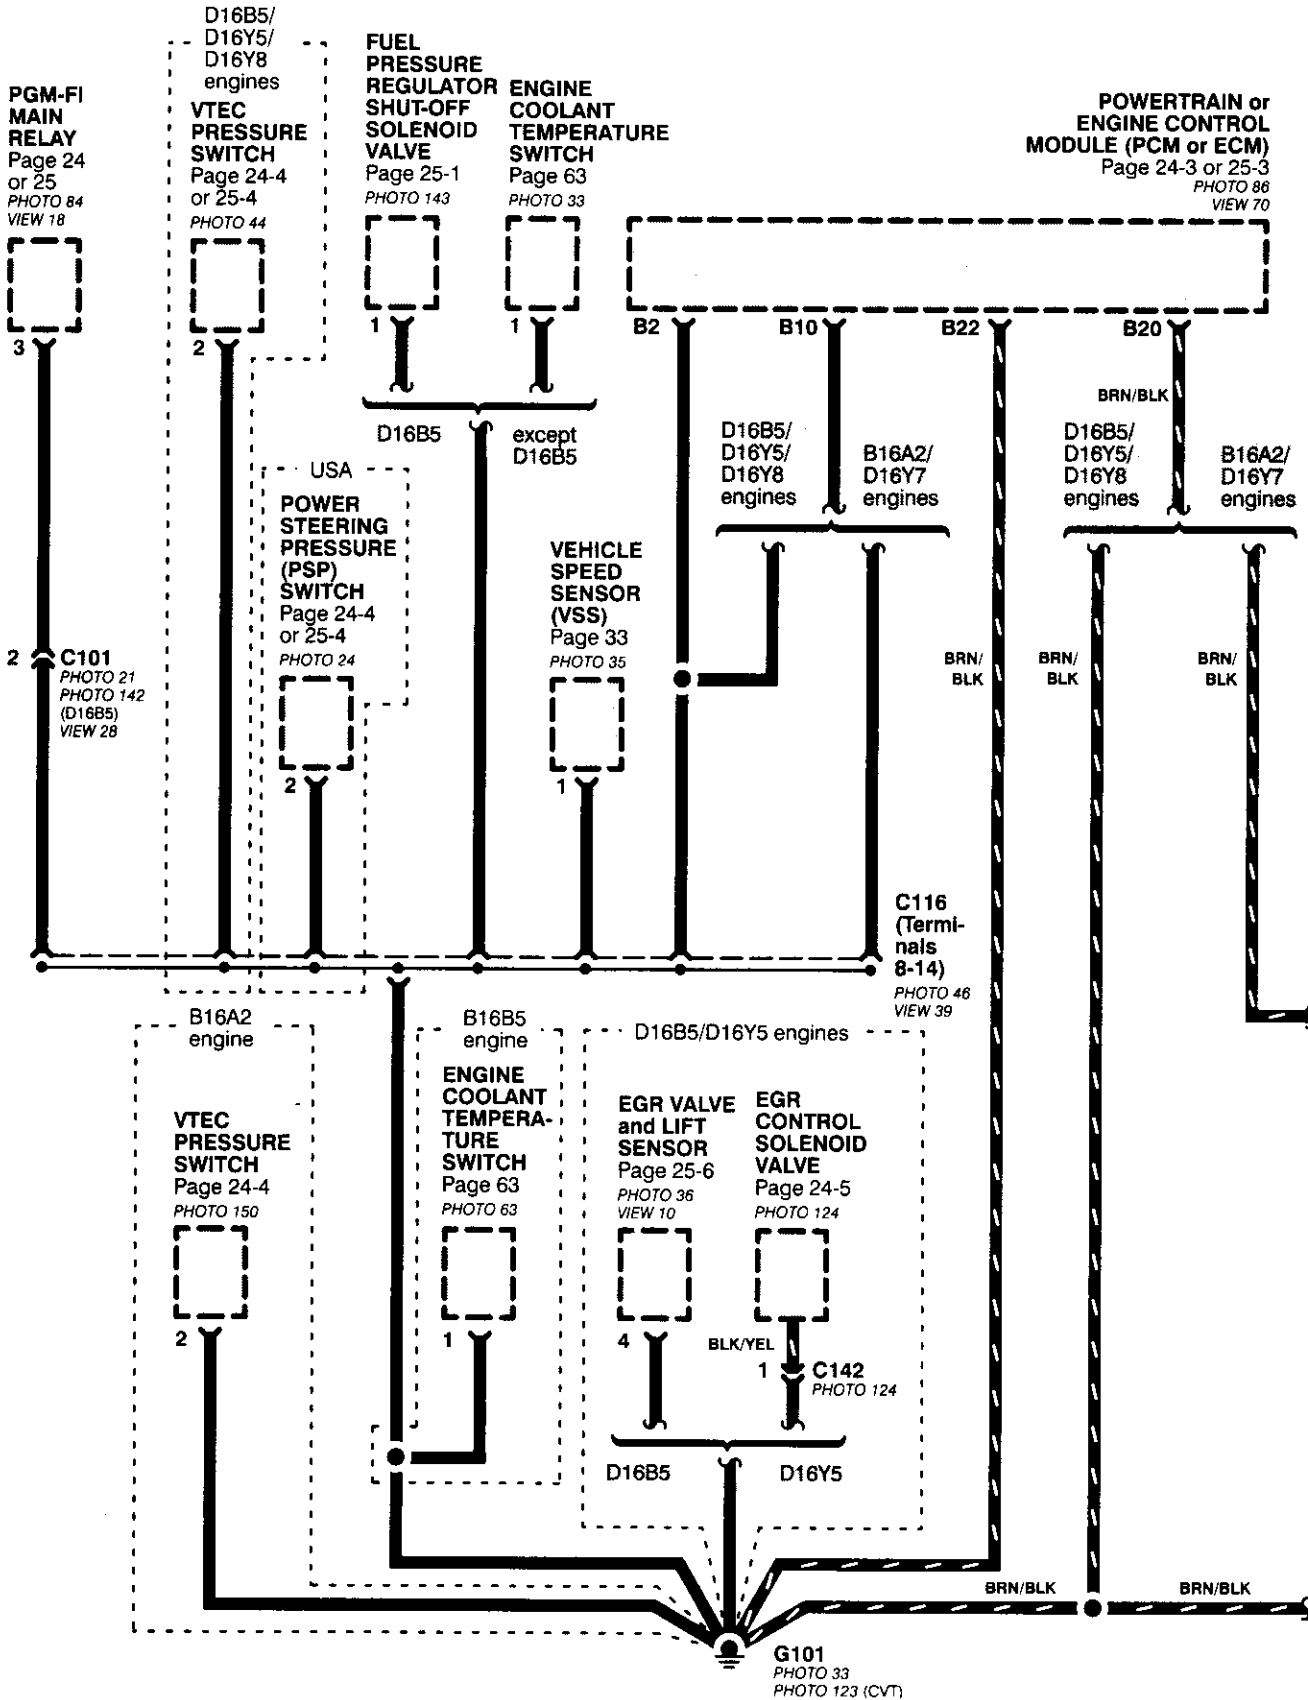 D16B5/
D16Y5/
D16Y8
engines
PGM-FI
MAIN
RELAY
Page 24
or 25
PHOTO 84
VIEW 18
3
VTEC
PRESSURE
SWITCH
Page 24-4
or 25-4
PHOTO 44
2
FUEL
PRESSURE
REGULATOR
SHUT-OFF
SOLENOID
VALVE
Page 25-1
PHOTO 143
1
ENGINE
COOLANT
TEMPERATURE
SWITCH
Page 63
PHOTO 33
1
POWERTRAIN or
ENGINE CONTROL
MODULE (PCM or ECM)
Page 24-3 or 25-3
PHOTO 86
VIEW 70
B2
B10
B22
B20
BRN/BLK
D16B5
except
D16B5
D16B5/
D16Y5/
D16Y8
engines
B16A2/
D16Y7
engines
D16B5/
D16Y5/
D16Y8
engines
B16A2/
D16Y7
engines
USA
POWER
STEERING
PRESSURE
(PSP)
SWITCH
Page 24-4
or 25-4
PHOTO 24
2
VEHICLE
SPEED
SENSOR
(VSS)
Page 33
PHOTO 35
1
2
C101
PHOTO 21
PHOTO 142
(D16B5)
VIEW 28
BRN/
BLK
BRN/
BLK
BRN/
BLK
C116
(Termi-
nals
8-14)
PHOTO 46
VIEW 39
B16A2
engine
VTEC
PRESSURE
SWITCH
Page 24-4
PHOTO 150
2
B16B5
engine
ENGINE
COOLANT
TEMPERA-
TURE
SWITCH
Page 63
PHOTO 63
1
D16B5/D16Y5 engines
EGR VALVE
and LIFT
SENSOR
Page 25-6
PHOTO 36
VIEW 10
4
EGR
CONTROL
SOLENOID
VALVE
Page 24-5
PHOTO 124
BLK/YEL
1
C142
PHOTO 124
D16B5
D16Y5
BRN/BLK
BRN/BLK
G101
PHOTO 33
PHOTO 123 (CVT)